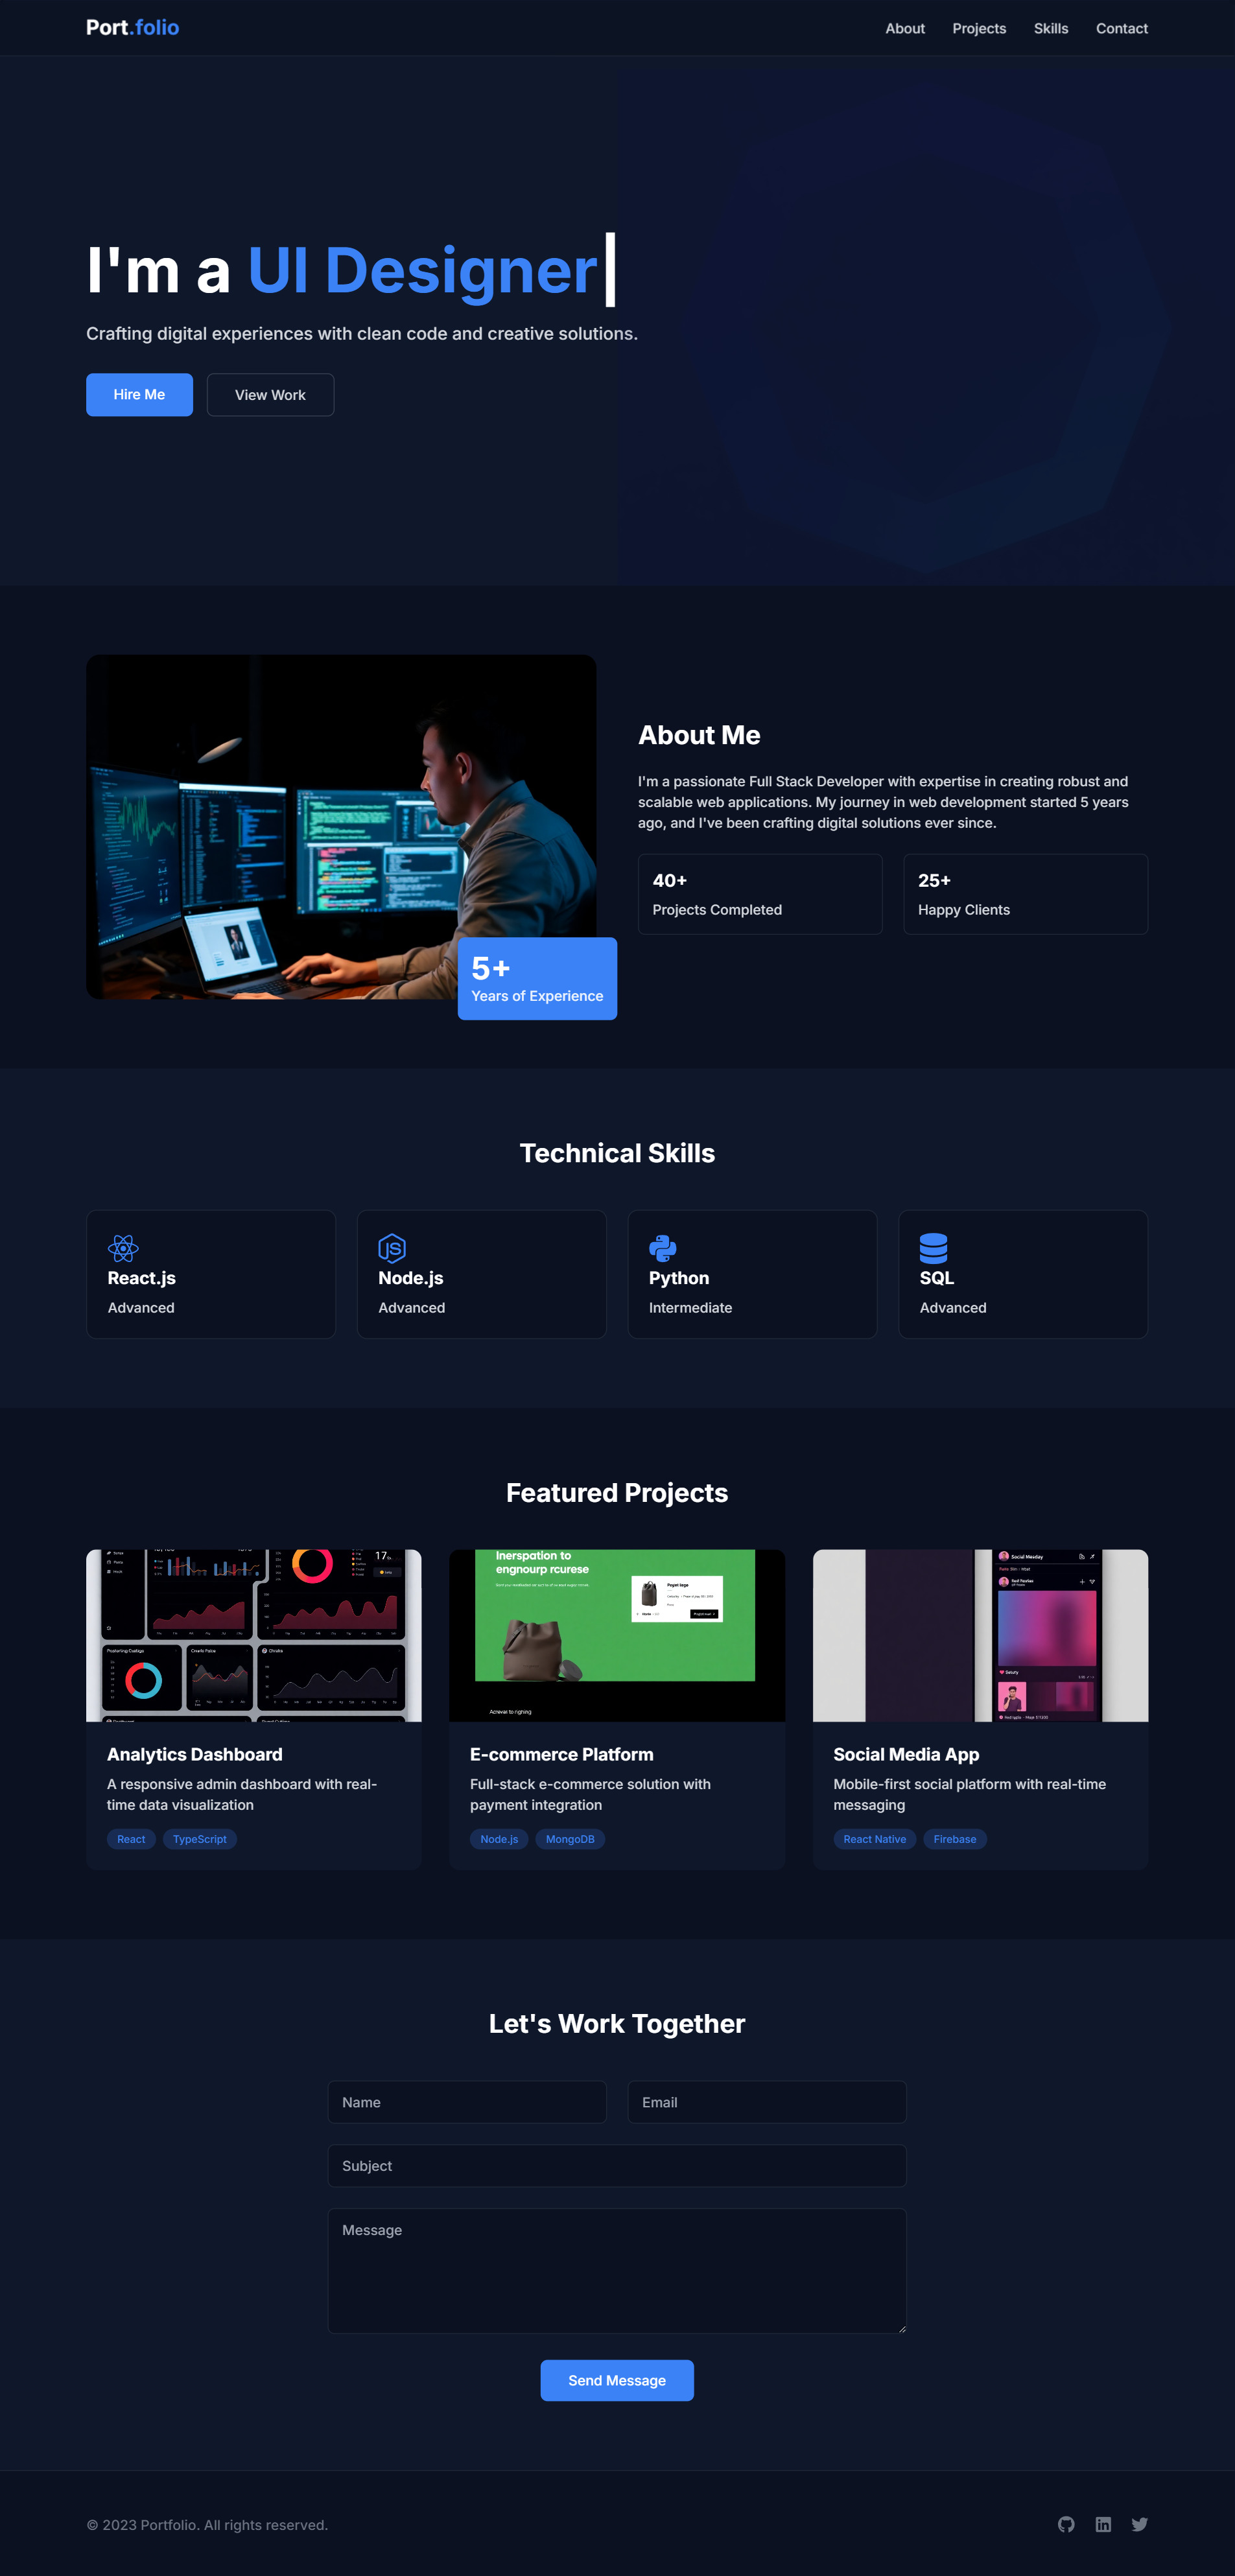 Port.folio
About
Projects
Skills
Contact
I'm a UI Designer
Crafting digital experiences with clean code and creative solutions.
Hire Me
View Work
About Me
I'm a passionate Full Stack Developer with expertise in creating robust and
scalable web applications. My journey in web development started 5 years
ago, and I've been crafting digital solutions ever since.
40+
Projects Completed
25+
Happy Clients
5+
Years of Experience
Technical Skills
React.js
Advanced
Node.js
Advanced
Python
Intermediate
SQL
Advanced
Featured Projects
17
Inerspation to
engnourp rcurese
Social Mesday
Analytics Dashboard
A responsive admin dashboard with real-
time data visualization
React
TypeScript
E-commerce Platform
Full-stack e-commerce solution with
payment integration
Node.js
MongoDB
Social Media App
Mobile-first social platform with real-time
messaging
React Native
Firebase
Let's Work Together
Name
Email
Subject
Message
Send Message
© 2023 Portfolio. All rights reserved.